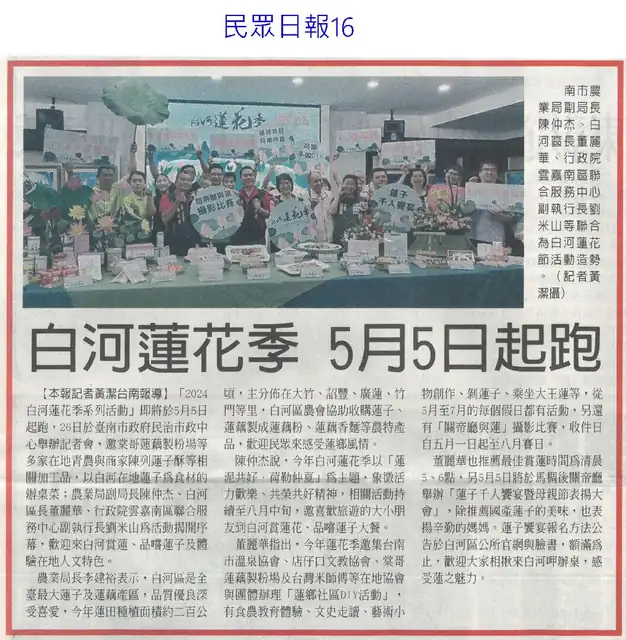 民眾日報16
白河蓮花季
攝影比賽
白河蓮花季
蓮子
千人饗宴
南市農
業局副局長
陳仲杰、白
河區長董麗
華、行政院
雲嘉南區聯
合服務中心
副執行長劉
米山等聯合
為白河蓮花
節活動造勢
。（記者黃
潔攝）
白河蓮花季 5月5日起跑
【本報記者黃潔台南報導】「2024
白河蓮花季系列活動」即將於5月5日
起跑，26日於臺南市政府民治市政中
心舉辦記者會，邀棠哥蓮藕製粉場等
多家在地青農與商家陳列蓮子酥等相
關加工品，以白河在地蓮子為食材的
辦桌菜；農業局副局長陳仲杰、白河
區長董麗華、行政院雲嘉南區聯合服
務中心副執行長劉米山為活動揭開序
幕，歡迎來白河賞蓮、品嚐蓮子及體
驗在地人文特色。
農業局長李建裕表示，白河區是全
臺最大蓮子及蓮藕產區，品質優良深
受喜愛，今年蓮田種植面積約二百公
頃，主分佈在大竹、詔豐、廣蓮、竹
門等里，白河區農會協助收購蓮子、
蓮藕製成蓮藕粉、蓮藕香麵等農特產
品，歡迎民眾來感受蓮鄉風情。
陳仲杰說，今年白河蓮花季以「蓮
泥共好．荷勒仲夏」為主題，象徵活
力歡樂、共榮共好精神，相關活動持
續至八月中旬，邀喜歡旅遊的大小朋
友到白河賞蓮花、品嚐蓮子大餐。
董麗華指出，今年蓮花季邀集台南
市溫泉協會、店仔口文教協會、棠哥
蓮藕製粉場及台灣米師傅等在地協會
與團體辦理「蓮鄉社區DIY活動」，
有食農教育體驗、文史走讀、藝術小
物創作、剝蓮子、乘坐大王蓮等，從
5月至7月的每個假日都有活動，另還
有「關帝廳與蓮」攝影比賽，收件日
自五月一日起至八月賽日。
董麗華也推薦最佳賞蓮時間為清晨
5、6點，另5月5日將於馬稠後關帝廳
舉辦「蓮子千人饗宴暨母親節表揚大
會」，除推薦國產蓮子的美味，也表
揚辛勤的媽媽。蓮子饗宴報名方法公
告於白河區公所官網與臉書，額滿為
止，歡迎大家相揪來白河呷辦桌，感
受蓮之魅力。